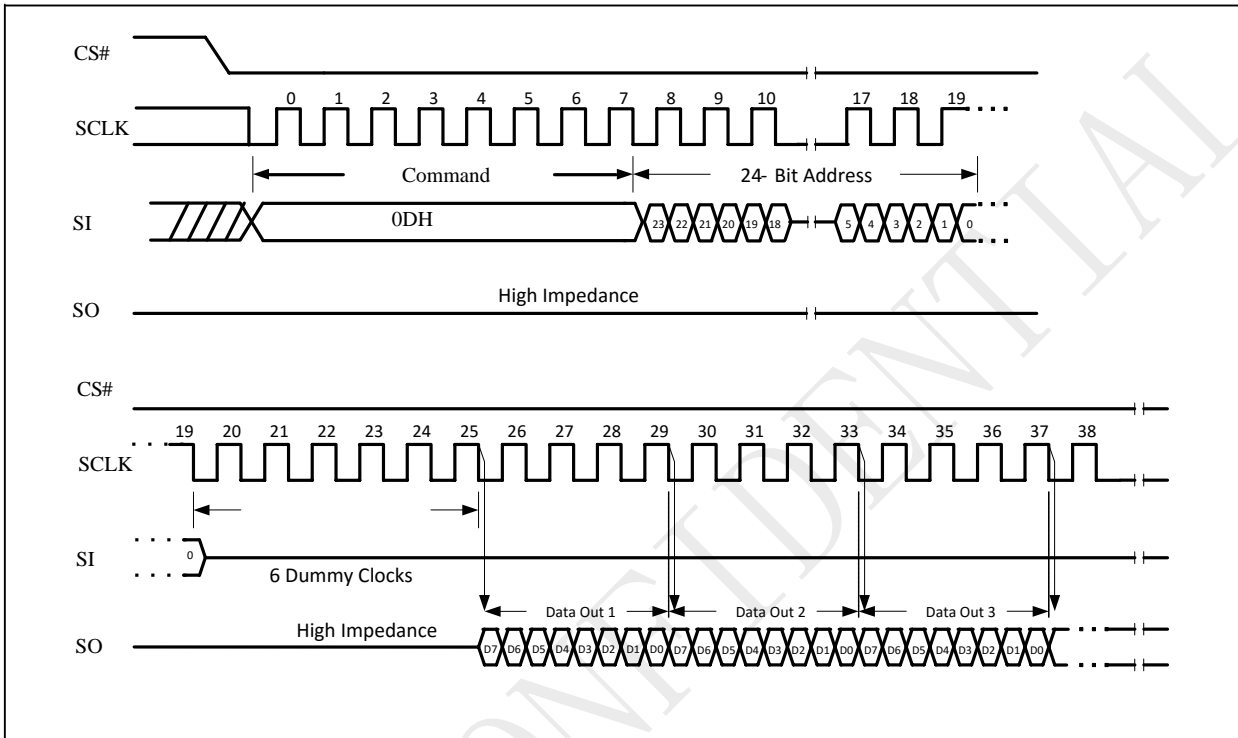 CS#
0 1 2 3 4 5 6 7 8 9 10 17 18 19
SCLK
Command 24- Bit Address
SI 0DH 23 22 21 20 19 18 5 4 3 2 1 0
High Impedance
SO
CS#
19 20 21 22 23 24 25 26 27 28 29 30 31 32 33 34 35 36 37 38
SCLK
SI 0
6 Dummy Clocks
Data Out 1 Data Out 2 Data Out 3
High Impedance
SO D7 D6 D5 D4 D3 D2 D1 D0 D7 D6 D5 D4 D3 D2 D1 D0 D7 D6 D5 D4 D3 D2 D1 D0
ONFIDENTIAL